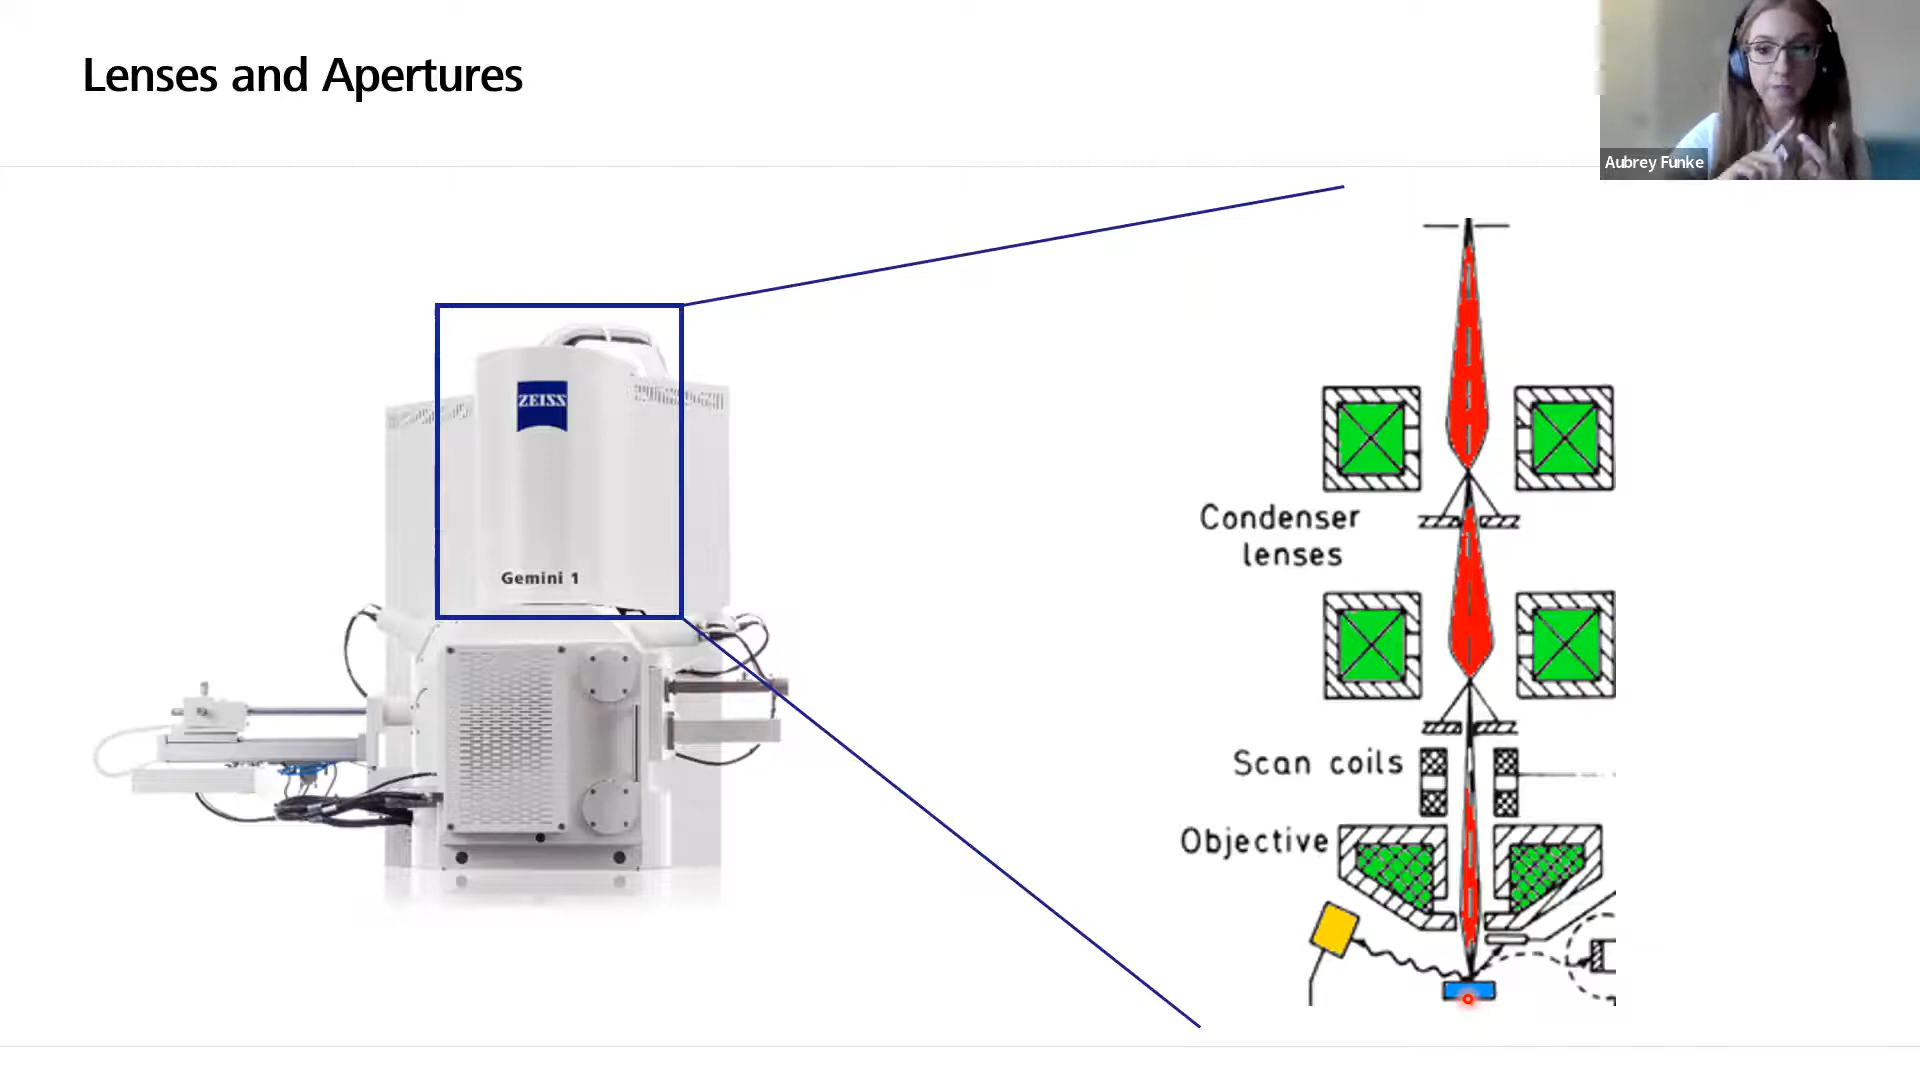 Lenses and Apertures
Aubrey Funke
ZEISS
Gemini 1
Condenser
lenses
Scan coils
Objective